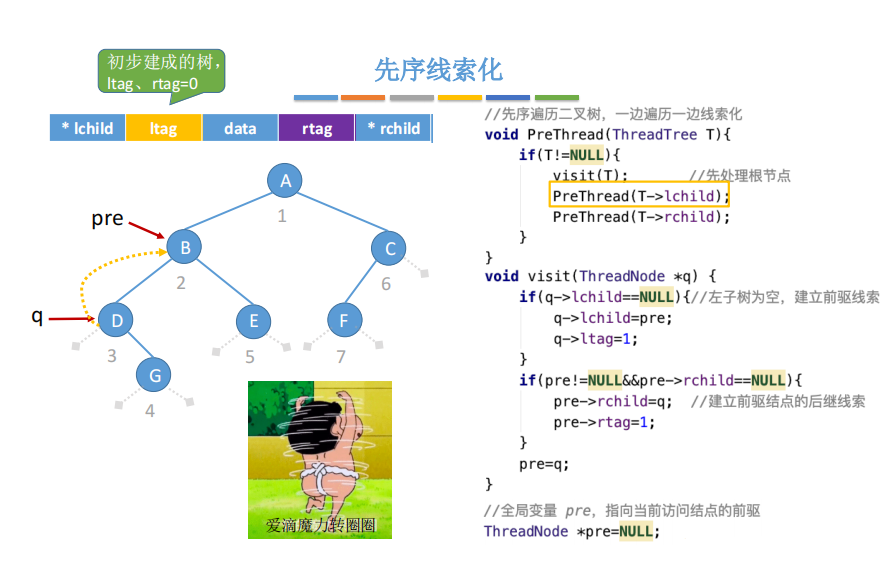 初步建成的树，
ltag、rtag=0
先序线索化
* lchild ltag data rtag * rchild
A
1
pre
B
2
C
6
q
D
3
E
5
F
7
G
4
爱滴魔力转圈圈
//先序遍历二叉树，一边遍历一边线索化
void PreThread(ThreadTree T){
if(T!=NULL){
visit(T); //先处理根节点
PreThread(T->lchild);
PreThread(T->rchild);
}
}
void visit(ThreadNode *q) {
if(q->lchild==NULL){//左子树为空，建立前驱线索
q->lchild=pre;
q->ltag=1;
}
if(pre!=NULL&&pre->rchild==NULL){
pre->rchild=q; //建立前驱结点的后继线索
pre->rtag=1;
}
pre=q;
}
//全局变量 pre，指向当前访问结点的前驱
ThreadNode *pre=NULL;